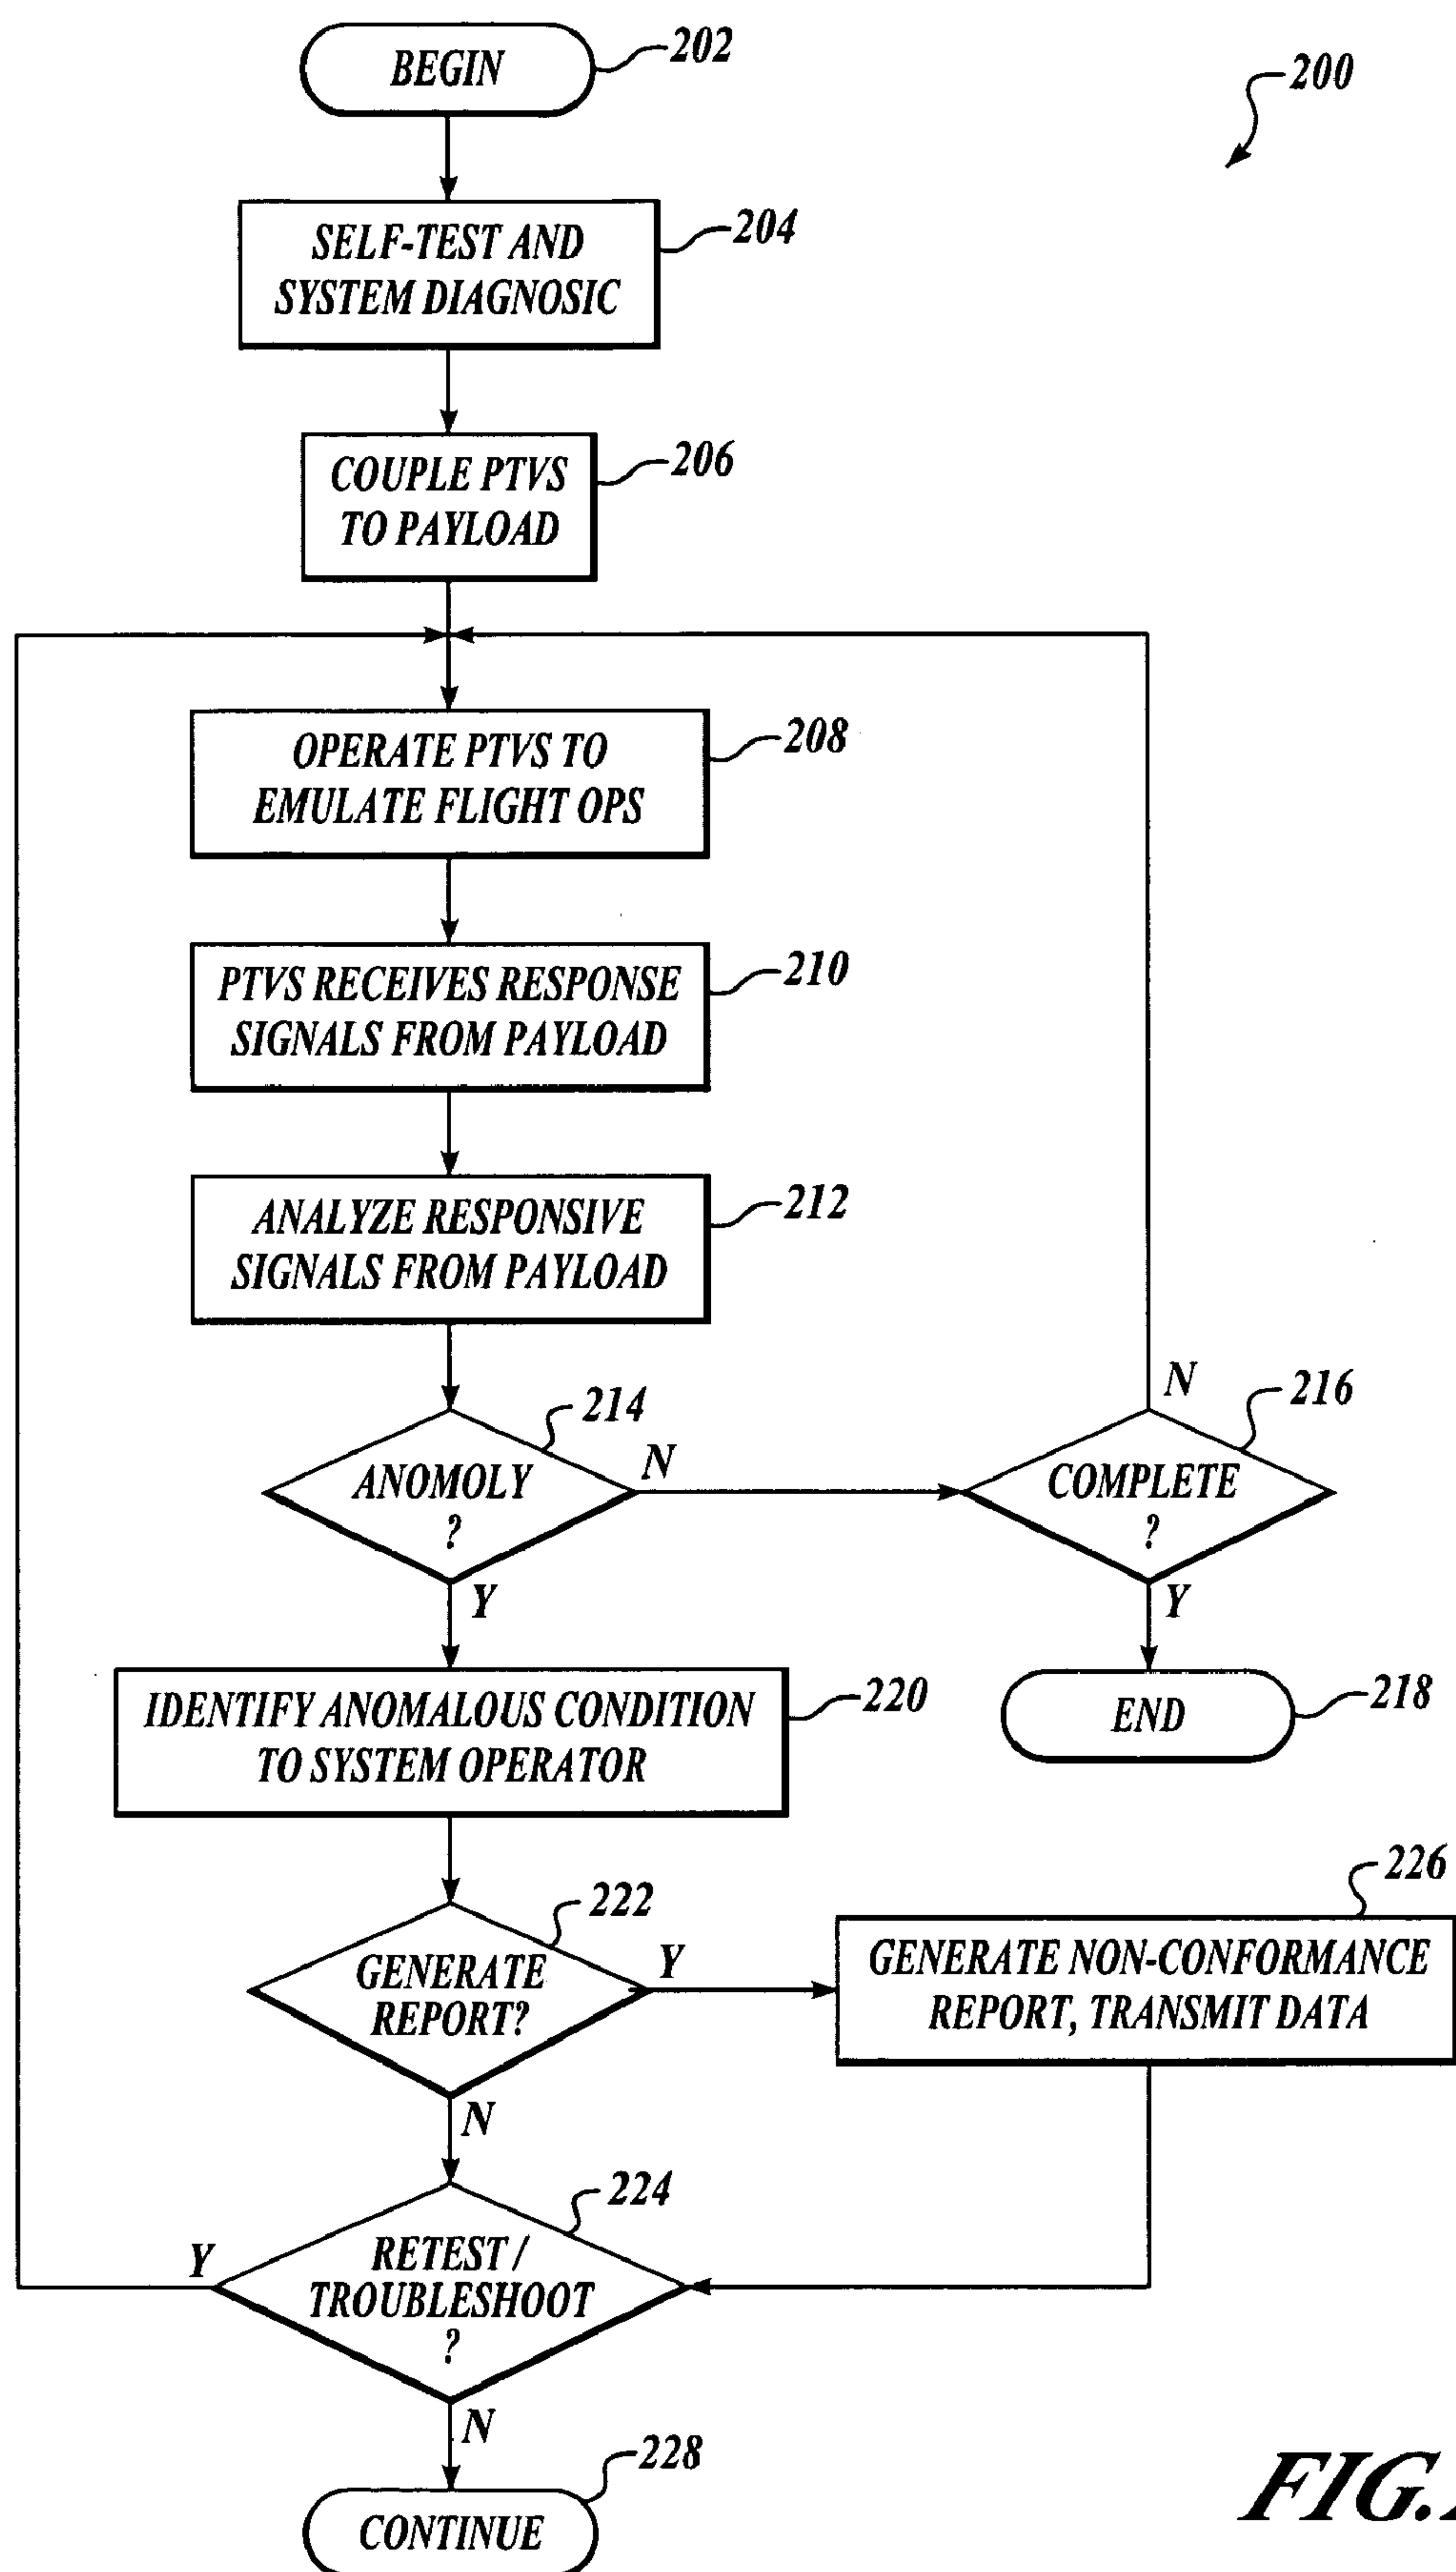 BEGIN
202
200
SELF-TEST AND
SYSTEM DIAGNOSIC
204
COUPLE PTVS
TO PAYLOAD
206
OPERATE PTVS TO
EMULATE FLIGHT OPS
208
PTVS RECEIVES RESPONSE
SIGNALS FROM PAYLOAD
210
ANALYZE RESPONSIVE
SIGNALS FROM PAYLOAD
212
ANOMOLY
?
214
N
Y
COMPLETE
?
216
N
Y
END
218
IDENTIFY ANOMALOUS CONDITION
TO SYSTEM OPERATOR
220
GENERATE
REPORT?
222
Y
N
GENERATE NON-CONFORMANCE
REPORT, TRANSMIT DATA
226
RETEST /
TROUBLESHOOT
?
224
Y
N
CONTINUE
228
FIG.